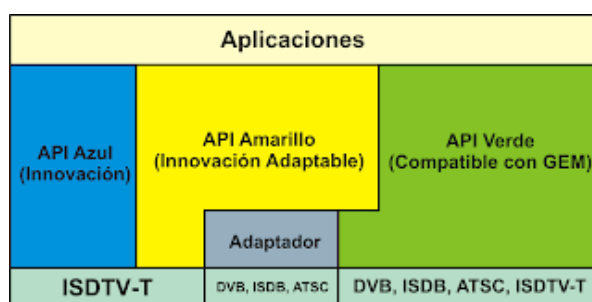 Aplicaciones
API Azul
(Innovación)
API Amarillo
(Innovación Adaptable)
API Verde
(Compatible con GEM)
Adaptador
ISDTV-T
DVB, ISDB, ATSC
DVB, ISDB, ATSC, ISDTV-T